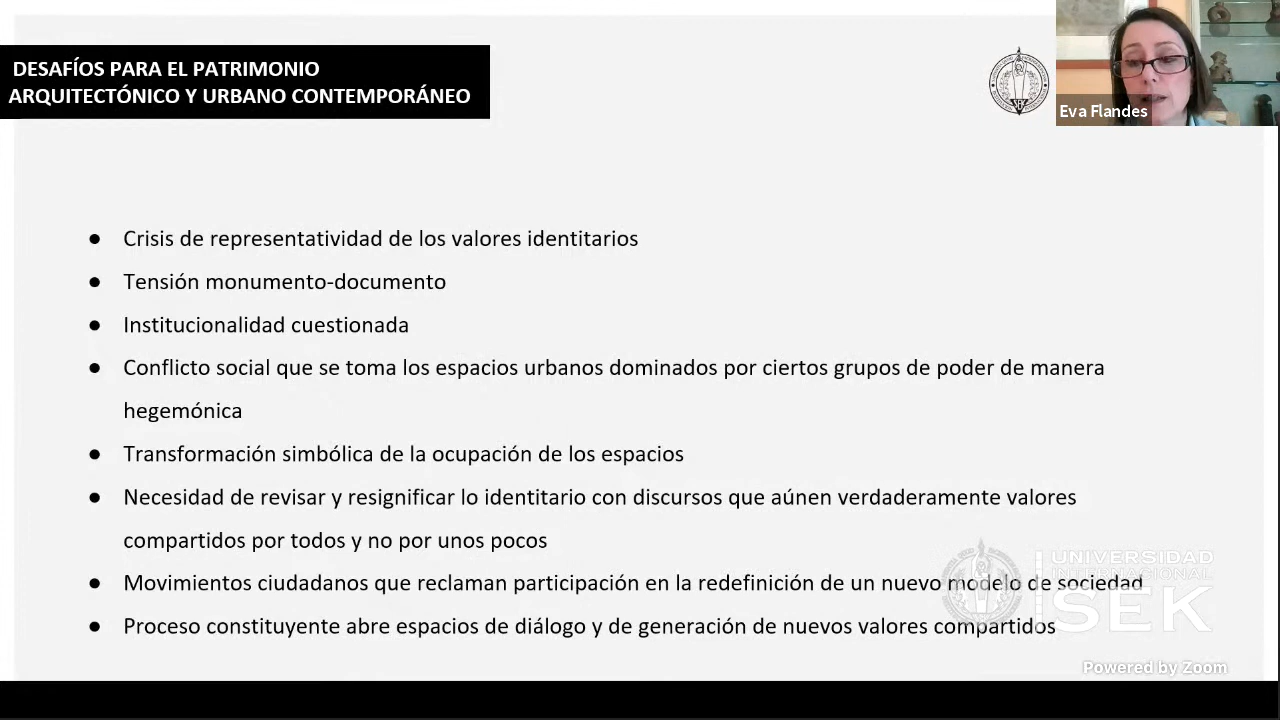 DESAFÍOS PARA EL PATRIMONIO
ARQUITECTÓNICO Y URBANO CONTEMPORÁNEO
Eva Flandes
● Crisis de representatividad de los valores identitarios
● Tensión monumento-documento
● Institucionalidad cuestionada
● Conflicto social que se toma los espacios urbanos dominados por ciertos grupos de poder de manera
hegemónica
● Transformación simbólica de la ocupación de los espacios
● Necesidad de revisar y resignificar lo identitario con discursos que aúnen verdaderamente valores
compartidos por todos y no por unos pocos
● Movimientos ciudadanos que reclaman participación en la redefinición de un nuevo modelo de sociedad
● Proceso constituyente abre espacios de diálogo y de generación de nuevos valores compartidos
UNIVERSIDAD
INTERNACIONAL
SEK
Powered by Zoom